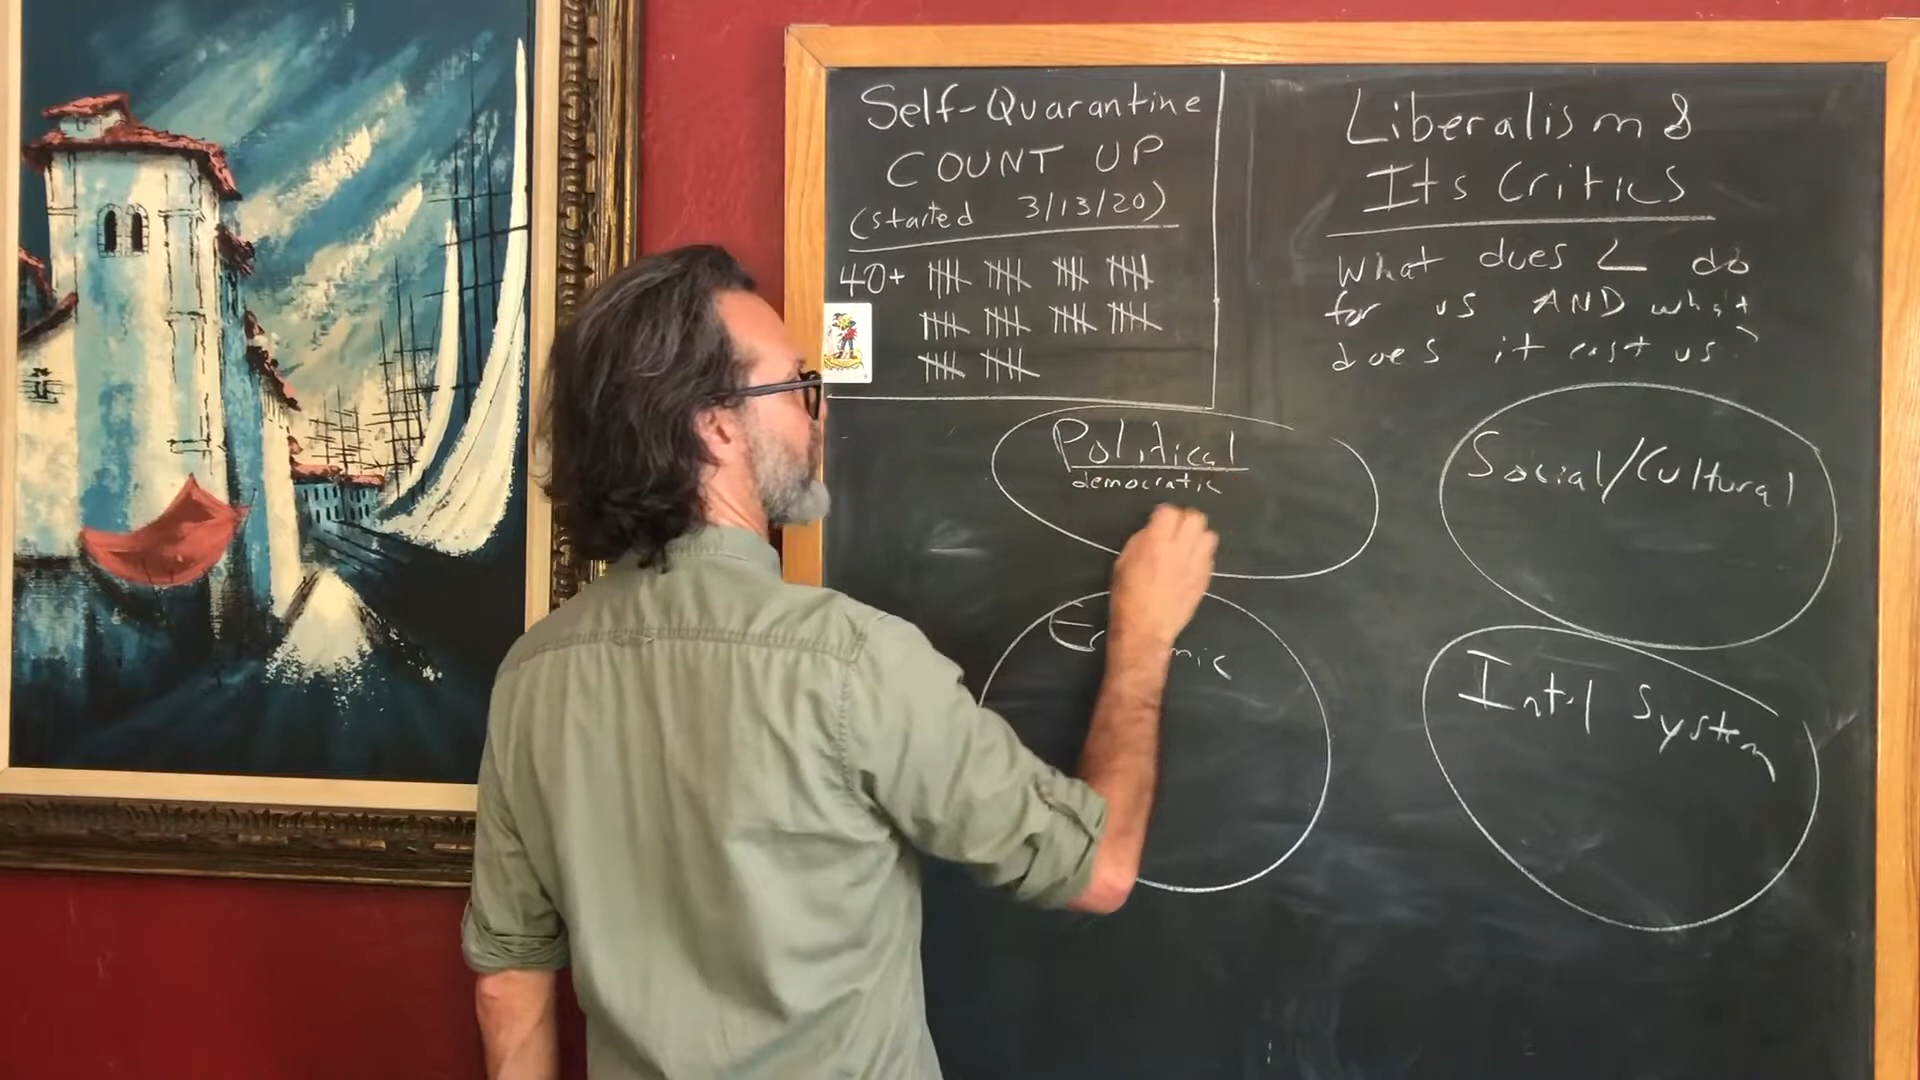 Self-Quarantine
COUNT UP
(started 3/13/20)
40+
Liberalism &
Its Critics
What does L do
for us AND what
does it cost us?
Political
democratic
Social/Cultural
Int'l System